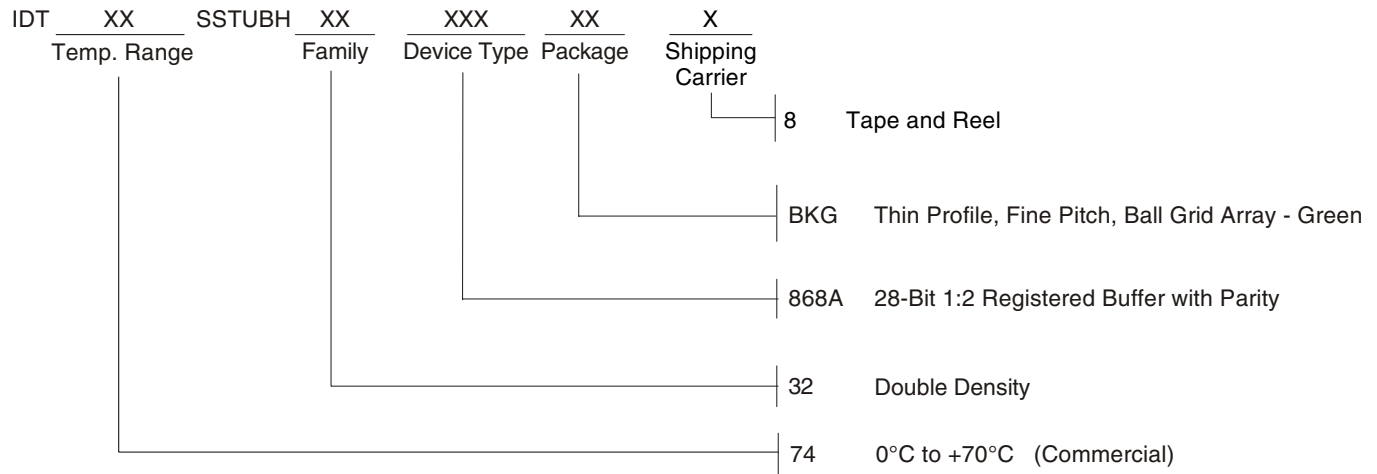 IDT XX SSTUBH XX XXX XX X
Temp. Range Family Device Type Package Shipping
Carrier
8 Tape and Reel
BKG Thin Profile, Fine Pitch, Ball Grid Array - Green
868A 28-Bit 1:2 Registered Buffer with Parity
32 Double Density
74 0°C to +70°C (Commercial)